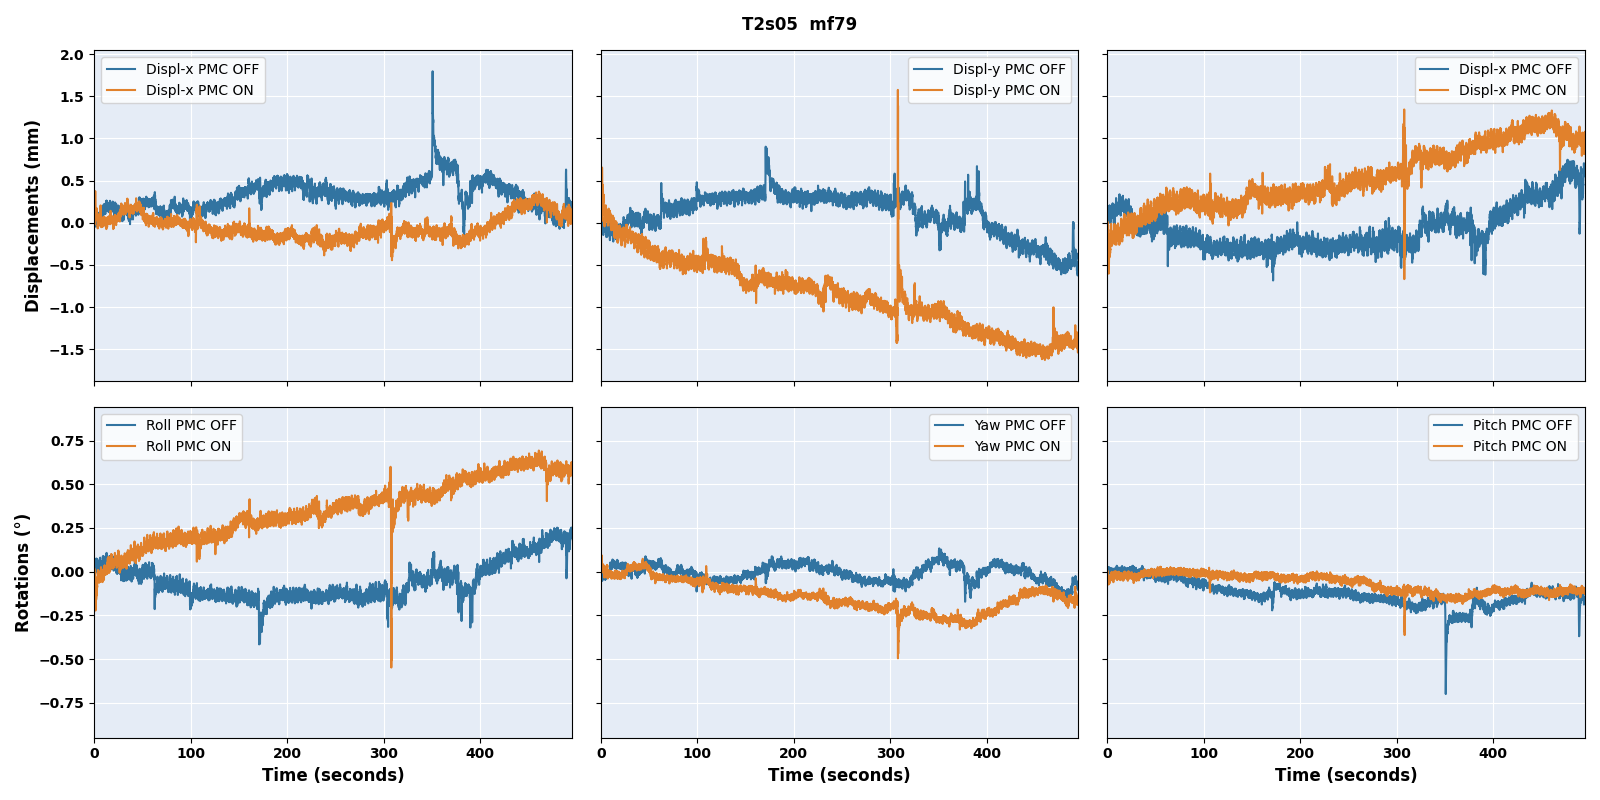 T2s05 mf79
Displacements (mm)
2.0
1.5
1.0
0.5
0.0
−0.5
−1.0
−1.5
Displ-x PMC OFF
Displ-x PMC ON
Displ-y PMC OFF
Displ-y PMC ON
Displ-x PMC OFF
Displ-x PMC ON
Rotations (°)
0.75
0.50
0.25
0.00
−0.25
−0.50
−0.75
Roll PMC OFF
Roll PMC ON
Yaw PMC OFF
Yaw PMC ON
Pitch PMC OFF
Pitch PMC ON
0 100 200 300 400
0 100 200 300 400
0 100 200 300 400
Time (seconds)
Time (seconds)
Time (seconds)